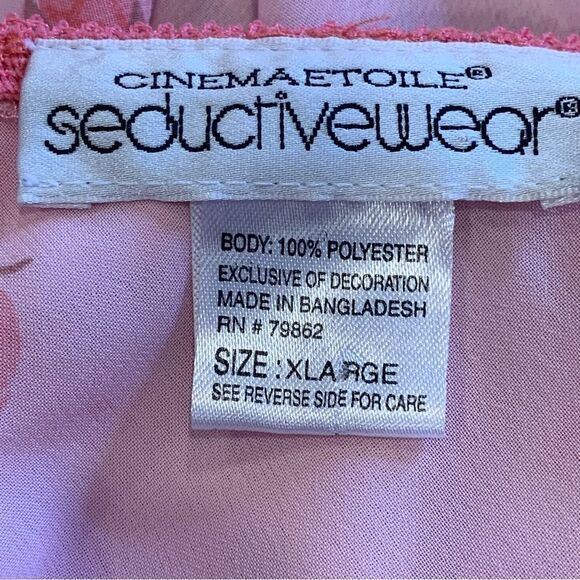 CINEMAETOILE®
seductivewear®
BODY: 100% POLYESTER
EXCLUSIVE OF DECORATION
MADE IN BANGLADESH
RN # 79862
SIZE : XLARGE
SEE REVERSE SIDE FOR CARE